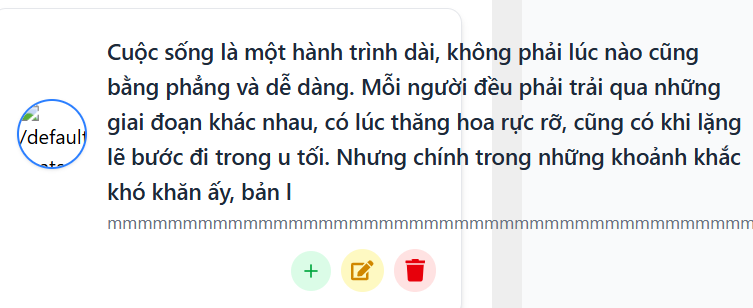 Cuộc sống là một hành trình dài, không phải lúc nào cũng
bằng phẳng và dễ dàng. Mỗi người đều phải trải qua những
giai đoạn khác nhau, có lúc thăng hoa rực rỡ, cũng có khi lặng
lẽ bước đi trong u tối. Nhưng chính trong những khoảnh khắc
khó khăn ấy, bản l
/default
mmmmmmmmmmmmmmmmmmmmmmmmmmmmmmmmmmmmmmmmmmm